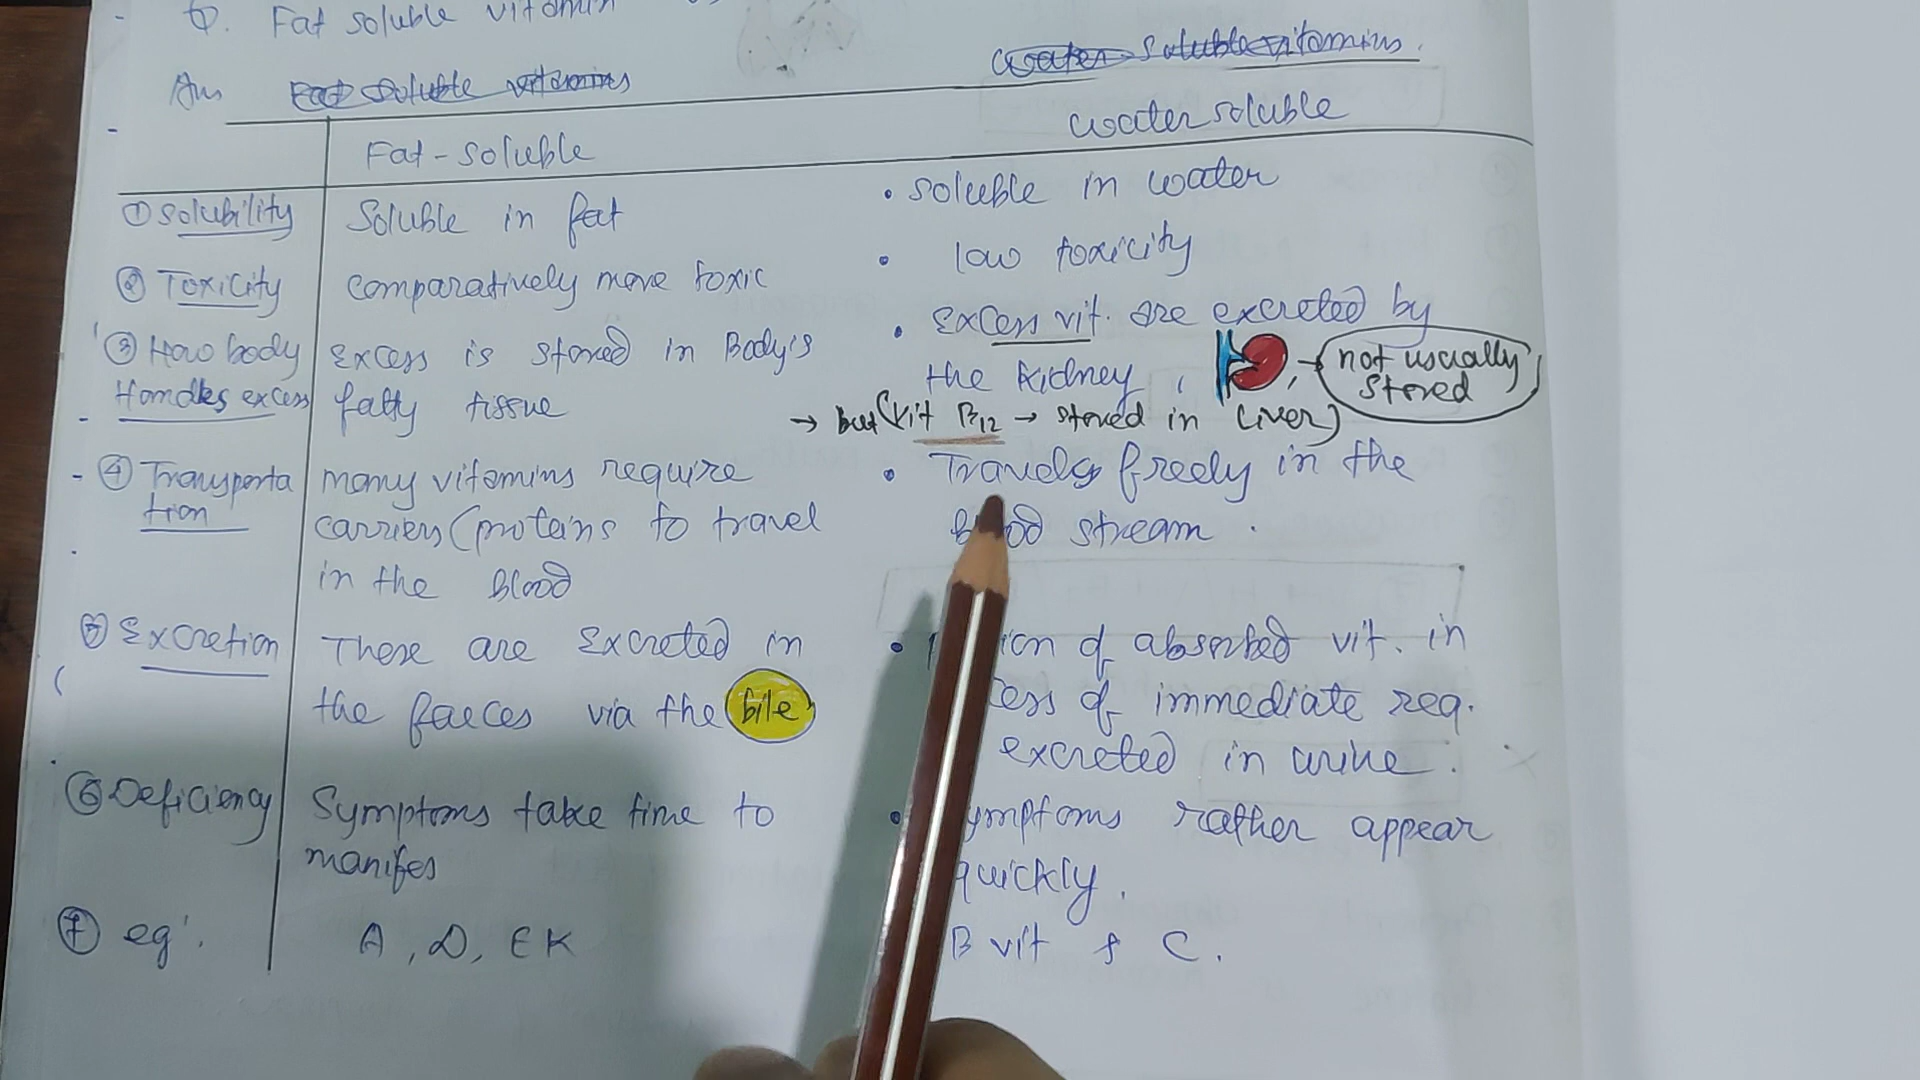 Q. Fat soluble vitamin
Water Soluble vitamins.
Ans Fat soluble vitamins
Fat-soluble
Water soluble
① Solubility
Soluble in fat
• soluble in water
② Toxicity
Comparatively more toxic
• low toxicity
③ How body
Handles excess
Excess is stored in Body's
fatty tissue
• Excess vit. are excreted by
the kidney,
→ not usually
stored
→ but (vit B12 → stored in liver)
④ Transporta
tion
many vitamins require
carriers (proteins to travel
in the Blood
• Travels freely in the
stream.
⑤ Excretion
These are Excreted in
the faeces via the bile
• of absorbed vit. in
of immediate req.
excreted in urine.
⑥ Deficiency
Symptoms take time to
manifes
• rather appear
quickly.
⑦ eg.
A, D, E K
B vit & C.